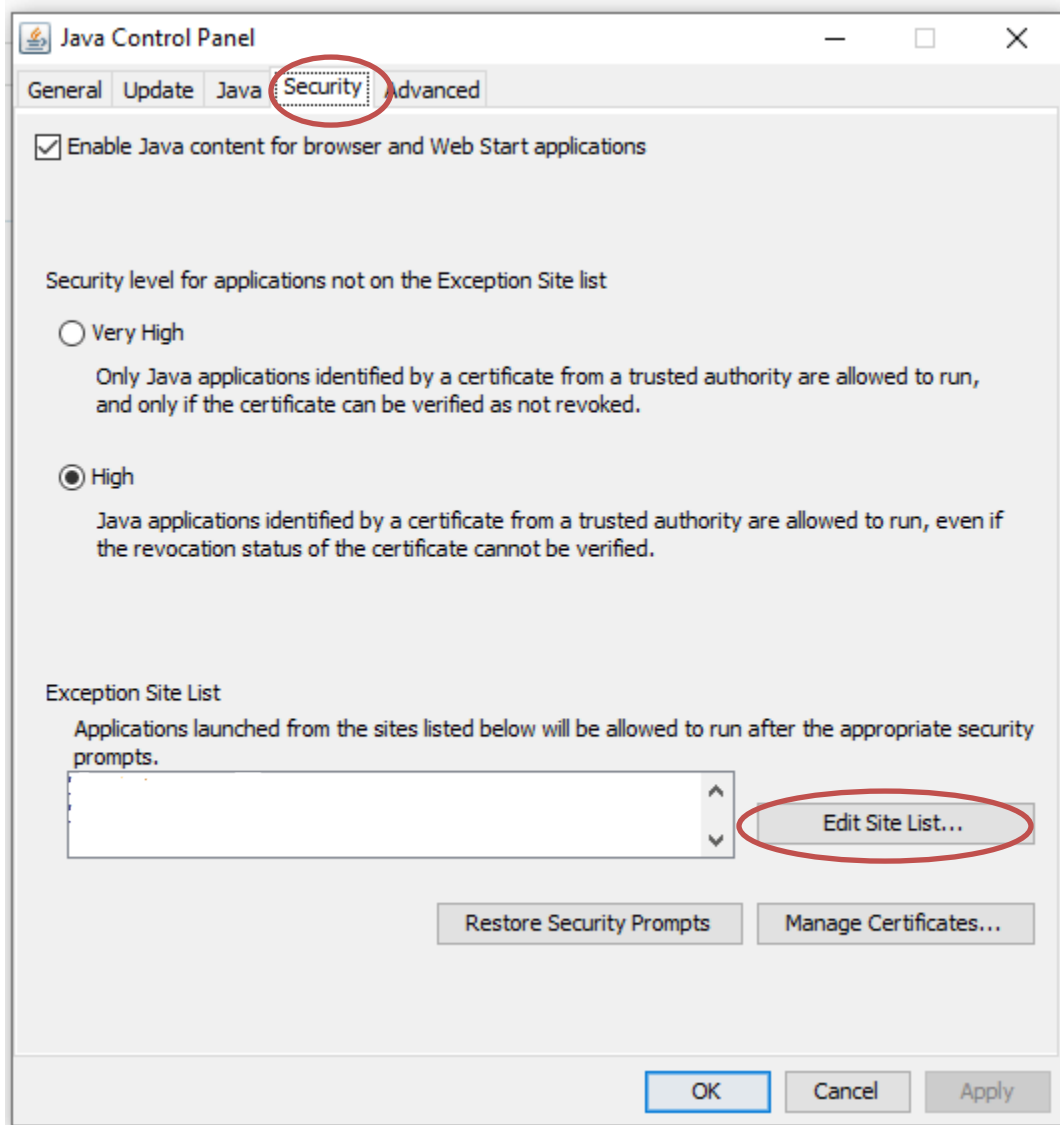 Java Control Panel
General Update Java Security Advanced
Enable Java content for browser and Web Start applications
Security level for applications not on the Exception Site list
Very High
Only Java applications identified by a certificate from a trusted authority are allowed to run,
and only if the certificate can be verified as not revoked.
High
Java applications identified by a certificate from a trusted authority are allowed to run, even if
the revocation status of the certificate cannot be verified.
Exception Site List
Applications launched from the sites listed below will be allowed to run after the appropriate security
prompts.
Edit Site List...
Restore Security Prompts Manage Certificates...
OK Cancel Apply